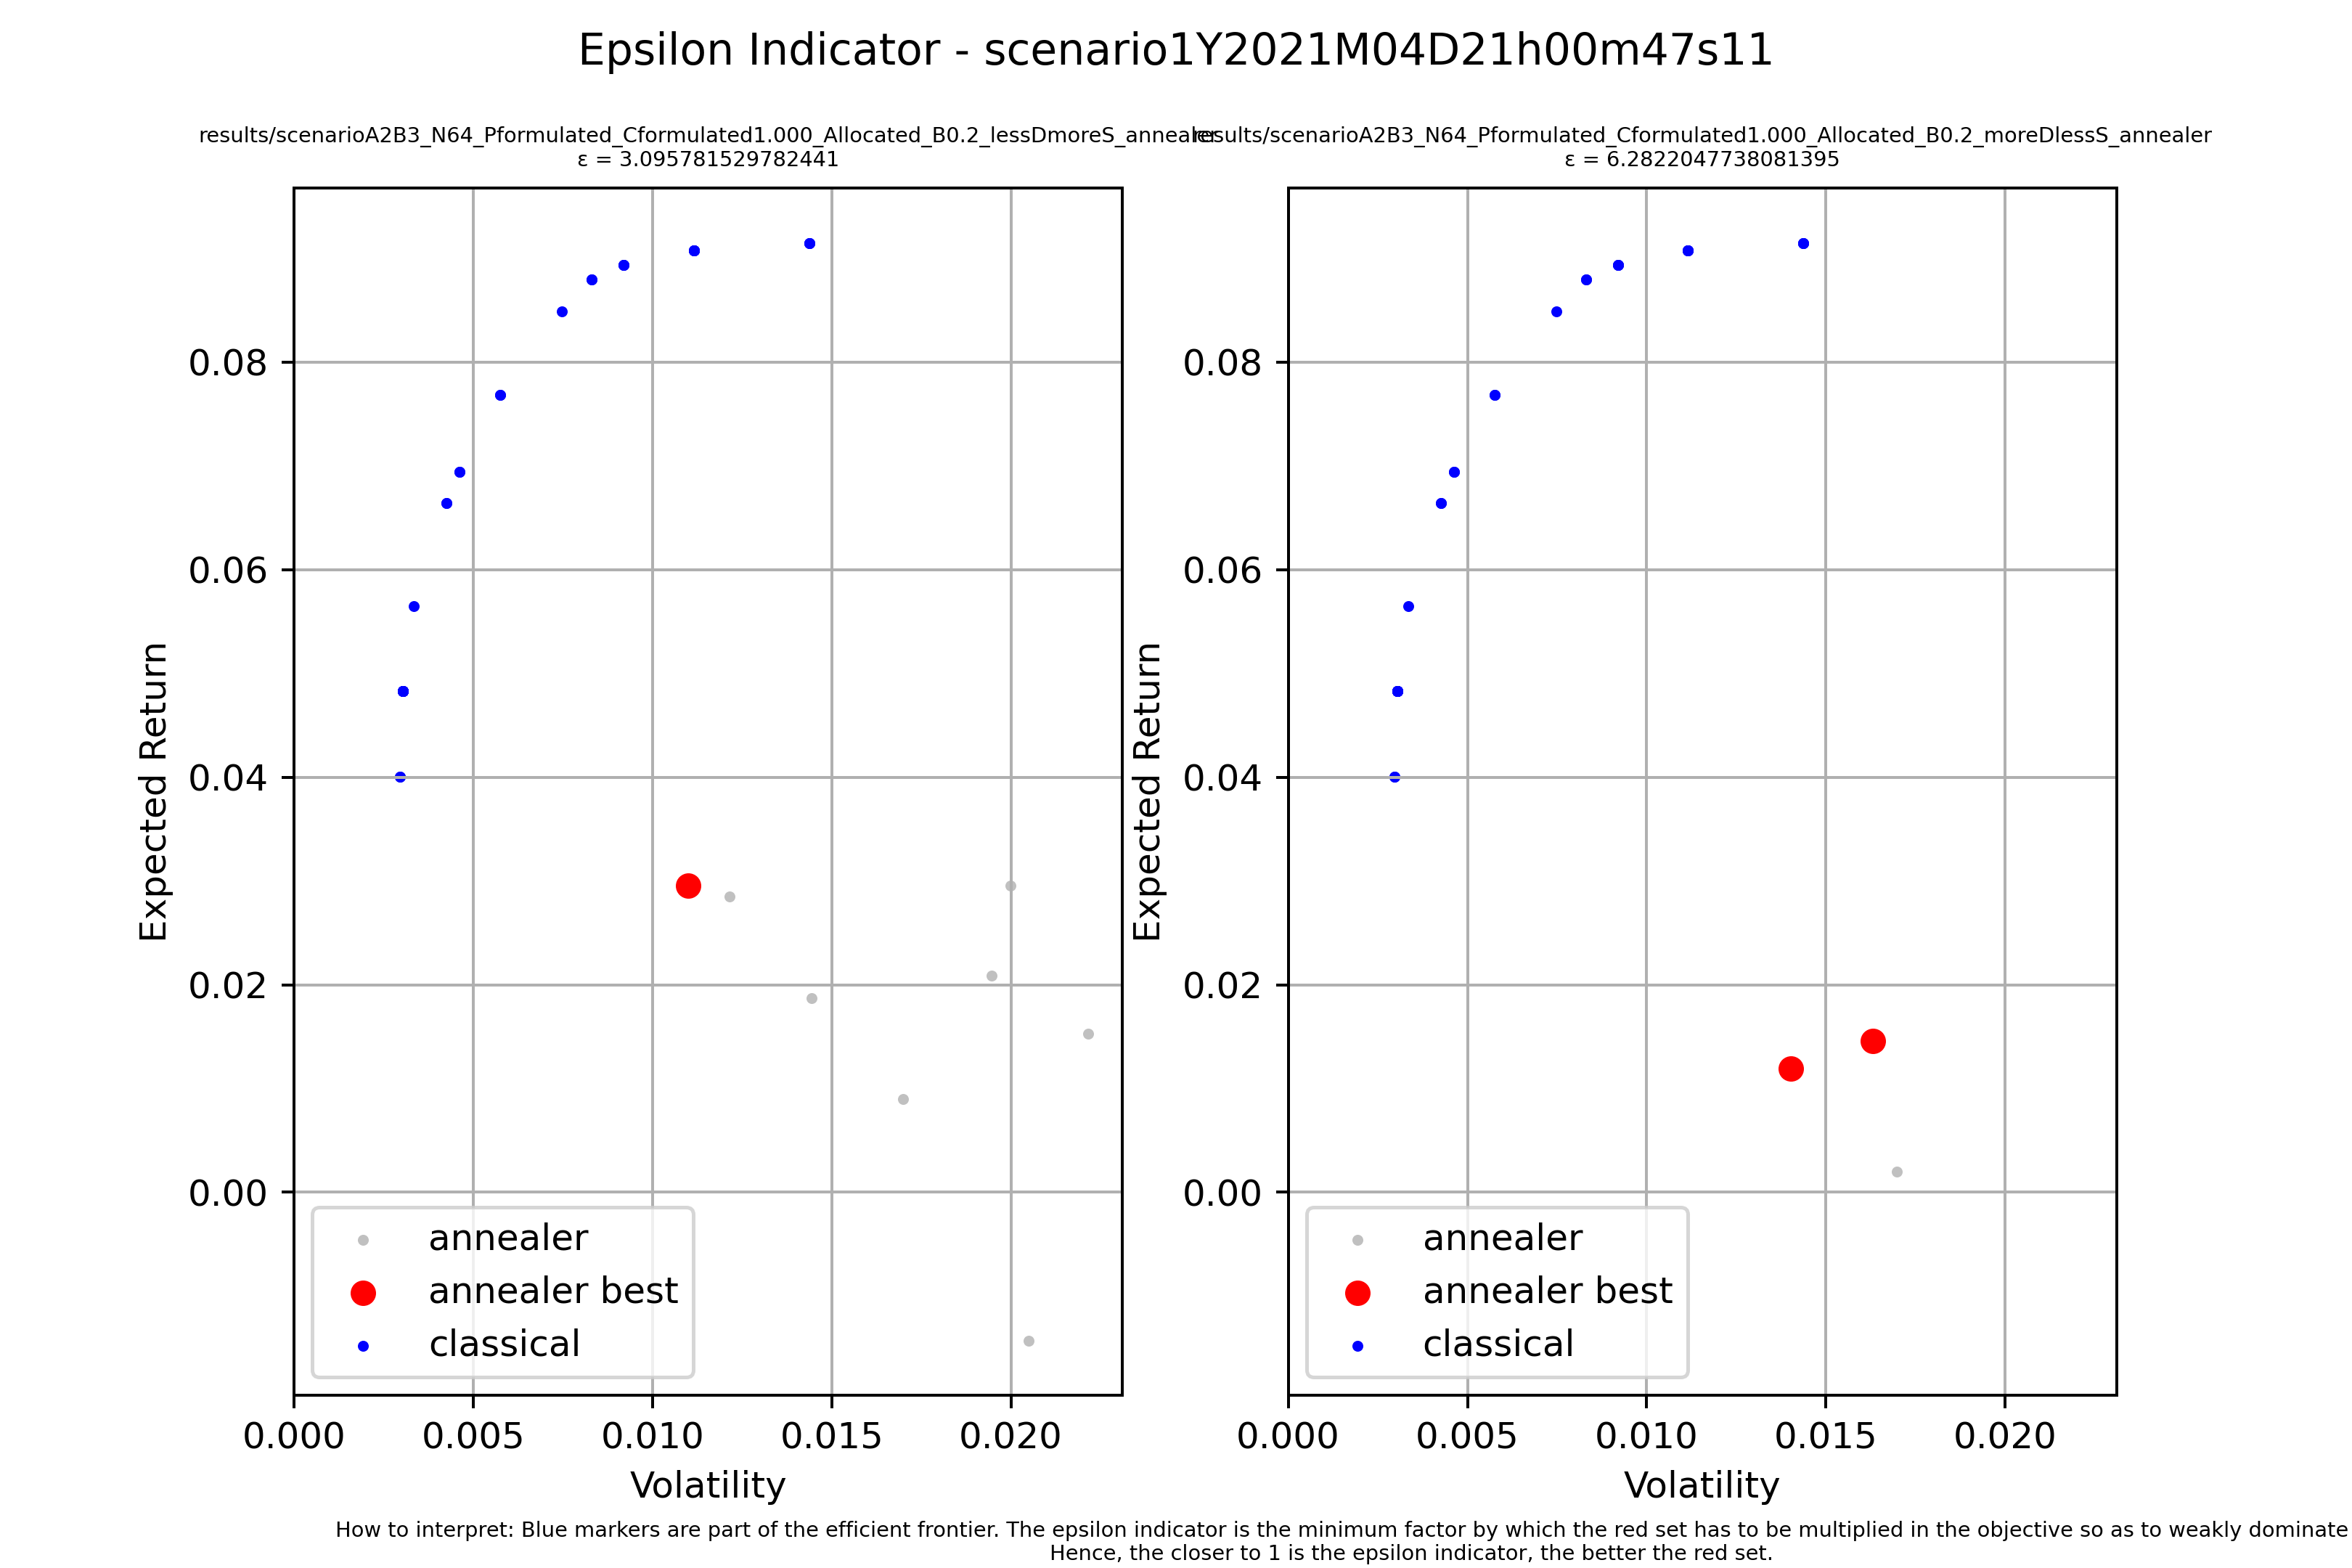 Epsilon Indicator - scenario1Y2021M04D21h00m47s11
results/scenarioA2B3_N64_Pformulated_Cformulated1.000_Allocated_B0.2_lessDmoreS_annealer
ε = 3.095781529782441
Expected Return
0.08
0.06
0.04
0.02
0.00
annealer
annealer best
classical
0.000 0.005 0.010 0.015 0.020
Volatility
results/scenarioA2B3_N64_Pformulated_Cformulated1.000_Allocated_B0.2_moreDlessS_annealer
ε = 6.2822047738081395
Expected Return
0.08
0.06
0.04
0.02
0.00
annealer
annealer best
classical
0.000 0.005 0.010 0.015 0.020
Volatility
How to interpret: Blue markers are part of the efficient frontier. The epsilon indicator is the minimum factor by which the red set has to be multiplied in the objective so as to weakly dominate
Hence, the closer to 1 is the epsilon indicator, the better the red set.